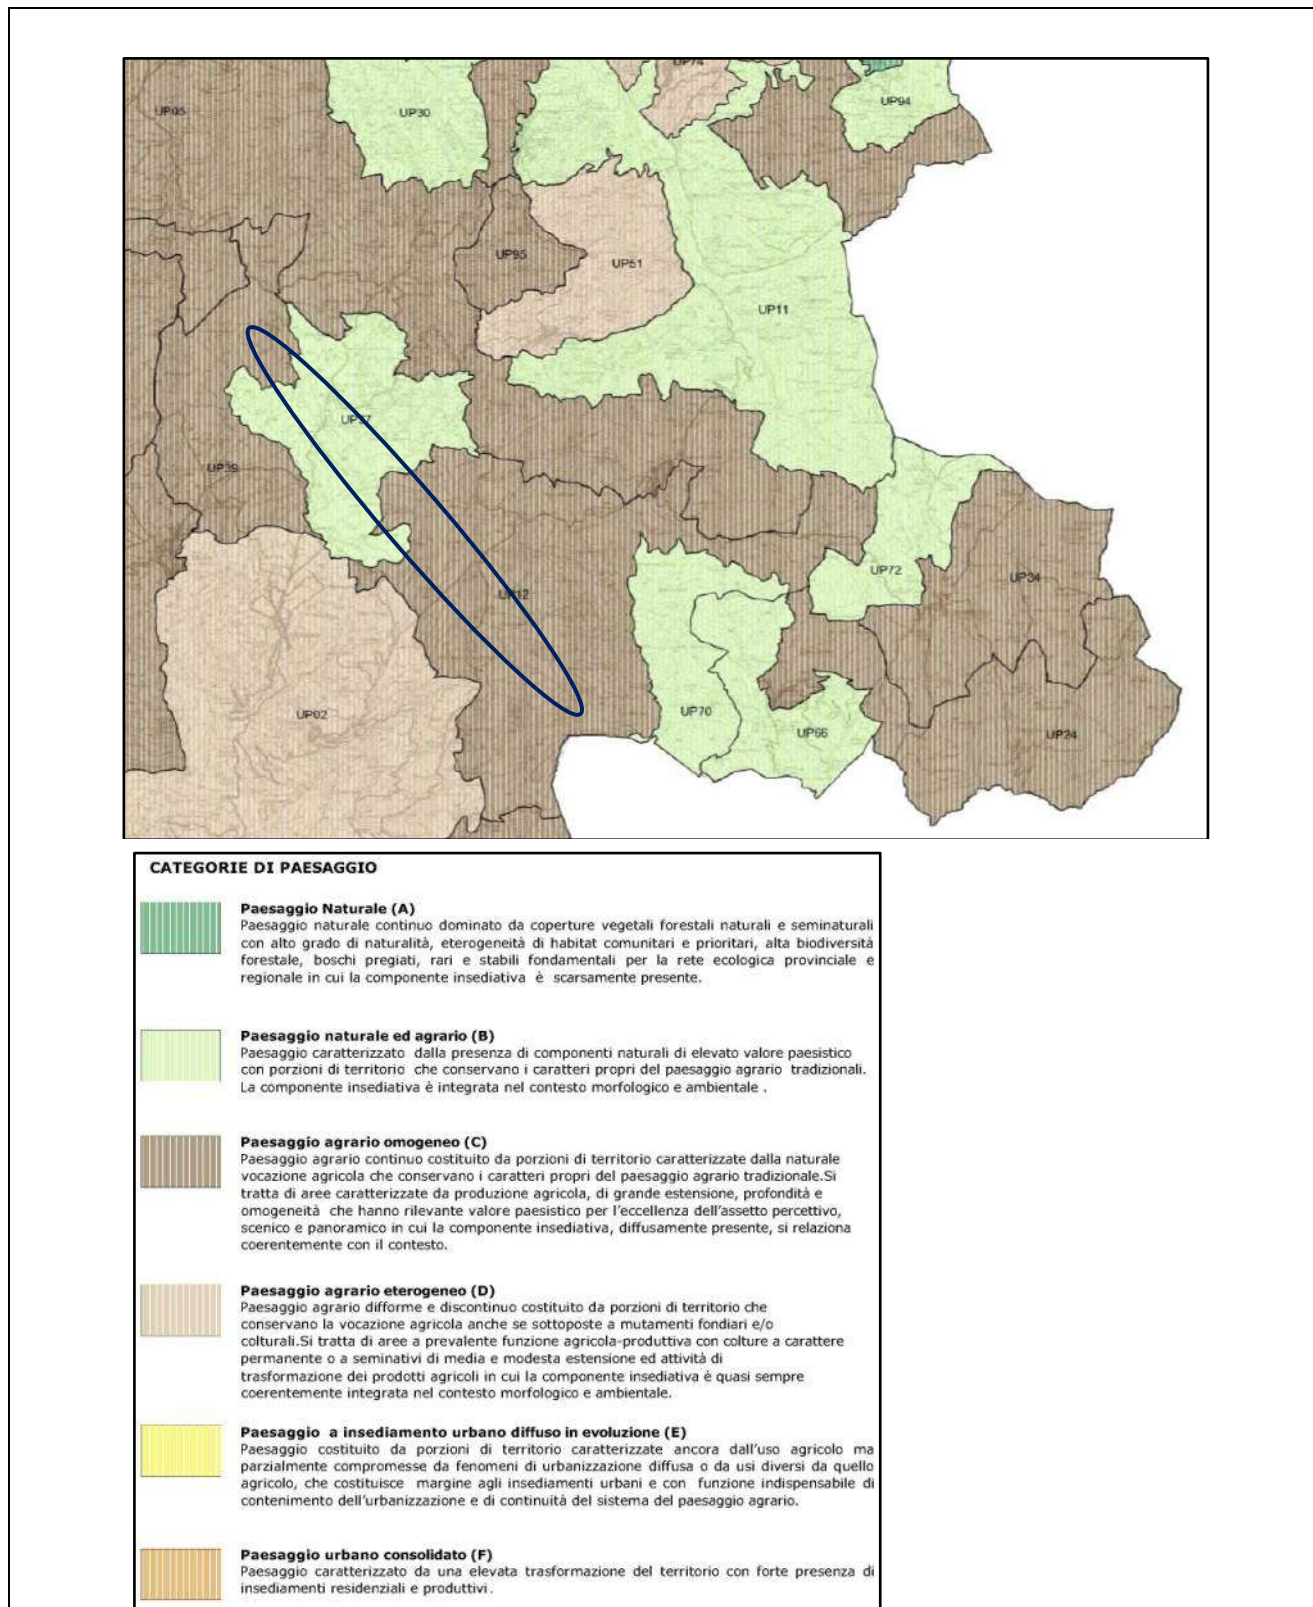 UP74
UP05
UP30
UP94
UP95
UP51
UP11
UP39
UP12
UP72
UP34
UP02
UP70
UP66
UP24
CATEGORIE DI PAESAGGIO
Paesaggio Naturale (A)
Paesaggio naturale continuo dominato da coperture vegetali forestali naturali e seminaturali
con alto grado di naturalità, eterogeneità di habitat comunitari e prioritari, alta biodiversità
forestale, boschi pregiati, rari e stabili fondamentali per la rete ecologica provinciale e
regionale in cui la componente insediativa è scarsamente presente.
Paesaggio naturale ed agrario (B)
Paesaggio caratterizzato dalla presenza di componenti naturali di elevato valore paesistico
con porzioni di territorio che conservano i caratteri propri del paesaggio agrario tradizionali.
La componente insediativa è integrata nel contesto morfologico e ambientale .
Paesaggio agrario omogeneo (C)
Paesaggio agrario continuo costituito da porzioni di territorio caratterizzate dalla naturale
vocazione agricola che conservano i caratteri propri del paesaggio agrario tradizionale.Si
tratta di aree caratterizzate da produzione agricola, di grande estensione, profondità e
omogeneità che hanno rilevante valore paesistico per l'eccellenza dell'assetto percettivo,
scenico e panoramico in cui la componente insediativa, diffusamente presente, si relaziona
coerentemente con il contesto.
Paesaggio agrario eterogeneo (D)
Paesaggio agrario difforme e discontinuo costituito da porzioni di territorio che
conservano la vocazione agricola anche se sottoposte a mutamenti fondiari e/o
colturali.Si tratta di aree a prevalente funzione agricola-produttiva con colture a carattere
permanente o a seminativi di media e modesta estensione ed attività di
trasformazione dei prodotti agricoli in cui la componente insediativa è quasi sempre
coerentemente integrata nel contesto morfologico e ambientale.
Paesaggio a insediamento urbano diffuso in evoluzione (E)
Paesaggio costituito da porzioni di territorio caratterizzate ancora dall'uso agricolo ma
parzialmente compromesse da fenomeni di urbanizzazione diffusa o da usi diversi da quello
agricolo, che costituisce margine agli insediamenti urbani e con funzione indispensabile di
contenimento dell'urbanizzazione e di continuità del sistema del paesaggio agrario.
Paesaggio urbano consolidato (F)
Paesaggio caratterizzato da una elevata trasformazione del territorio con forte presenza di
insediamenti residenziali e produttivi.